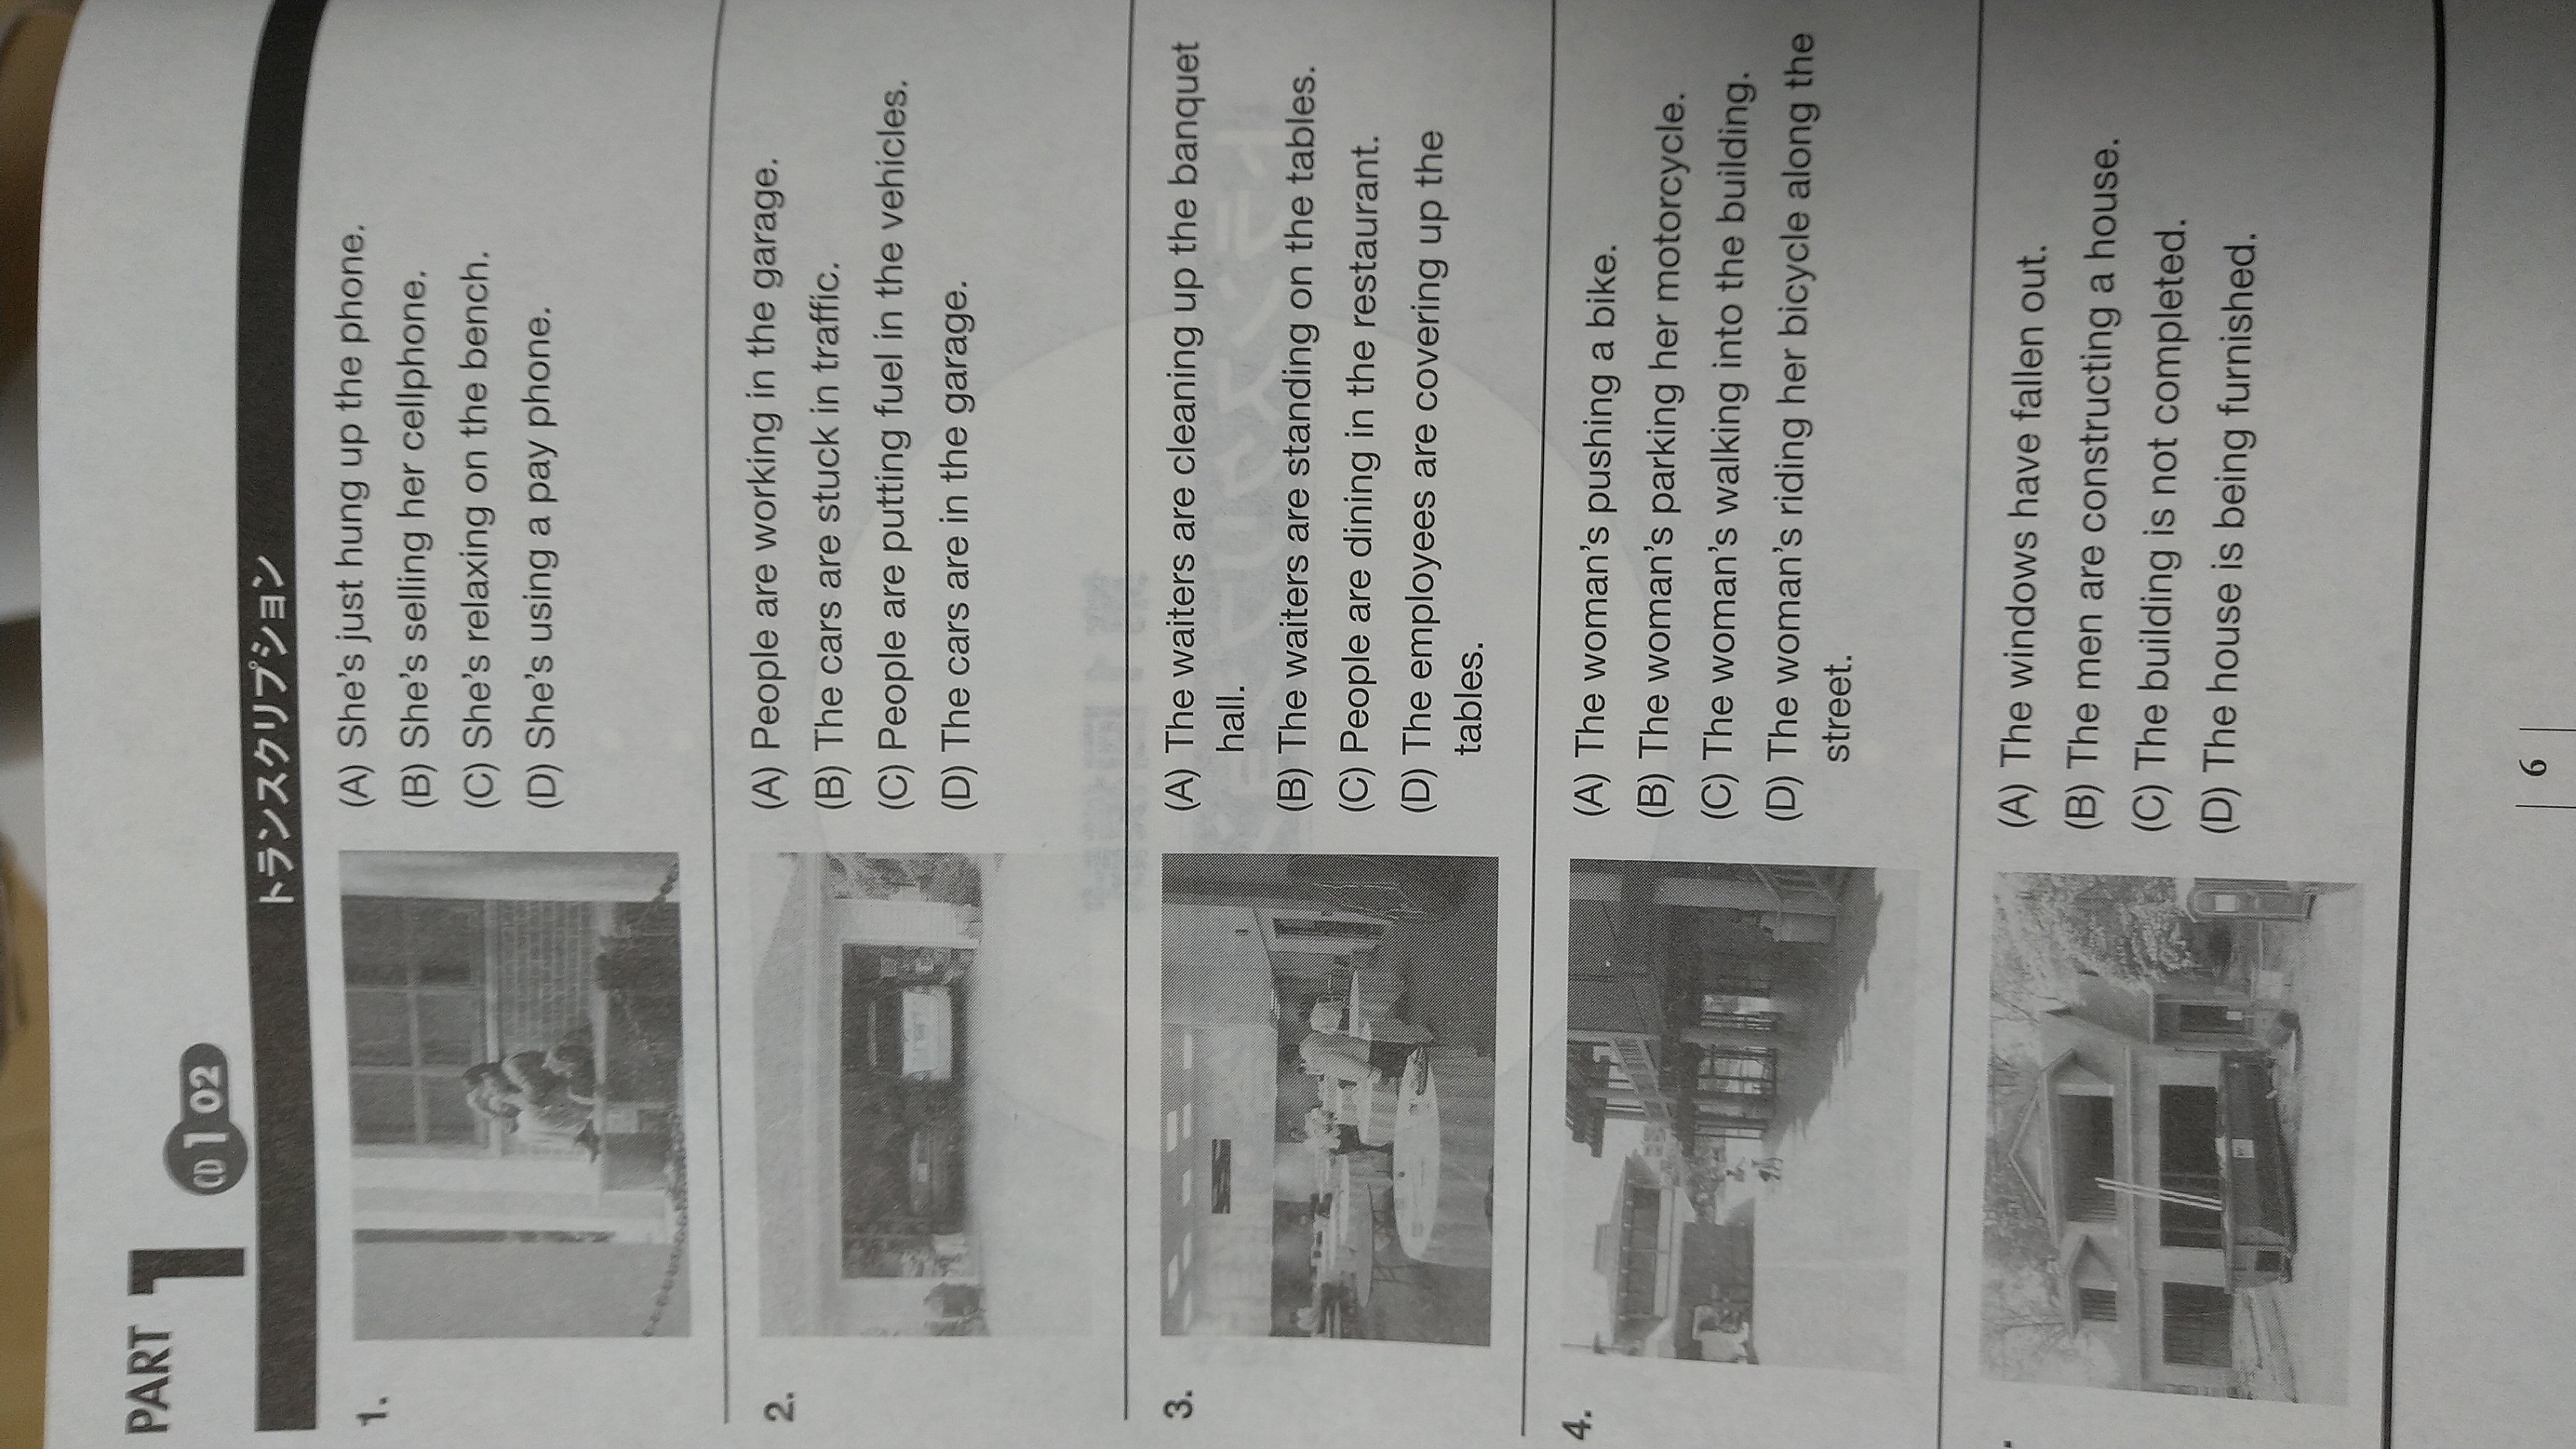 PART 1 CD 1 02
トランスクリプション
1.
(A) She's just hung up the phone.
(B) She's selling her cellphone.
(C) She's relaxing on the bench.
(D) She's using a pay phone.
2.
(A) People are working in the garage.
(B) The cars are stuck in traffic.
(C) People are putting fuel in the vehicles.
(D) The cars are in the garage.
3.
(A) The waiters are cleaning up the banquet
hall.
(B) The waiters are standing on the tables.
(C) People are dining in the restaurant.
(D) The employees are covering up the
tables.
4.
(A) The woman's pushing a bike.
(B) The woman's parking her motorcycle.
(C) The woman's walking into the building.
(D) The woman's riding her bicycle along the
street.
(A) The windows have fallen out.
(B) The men are constructing a house.
(C) The building is not completed.
(D) The house is being furnished.
6